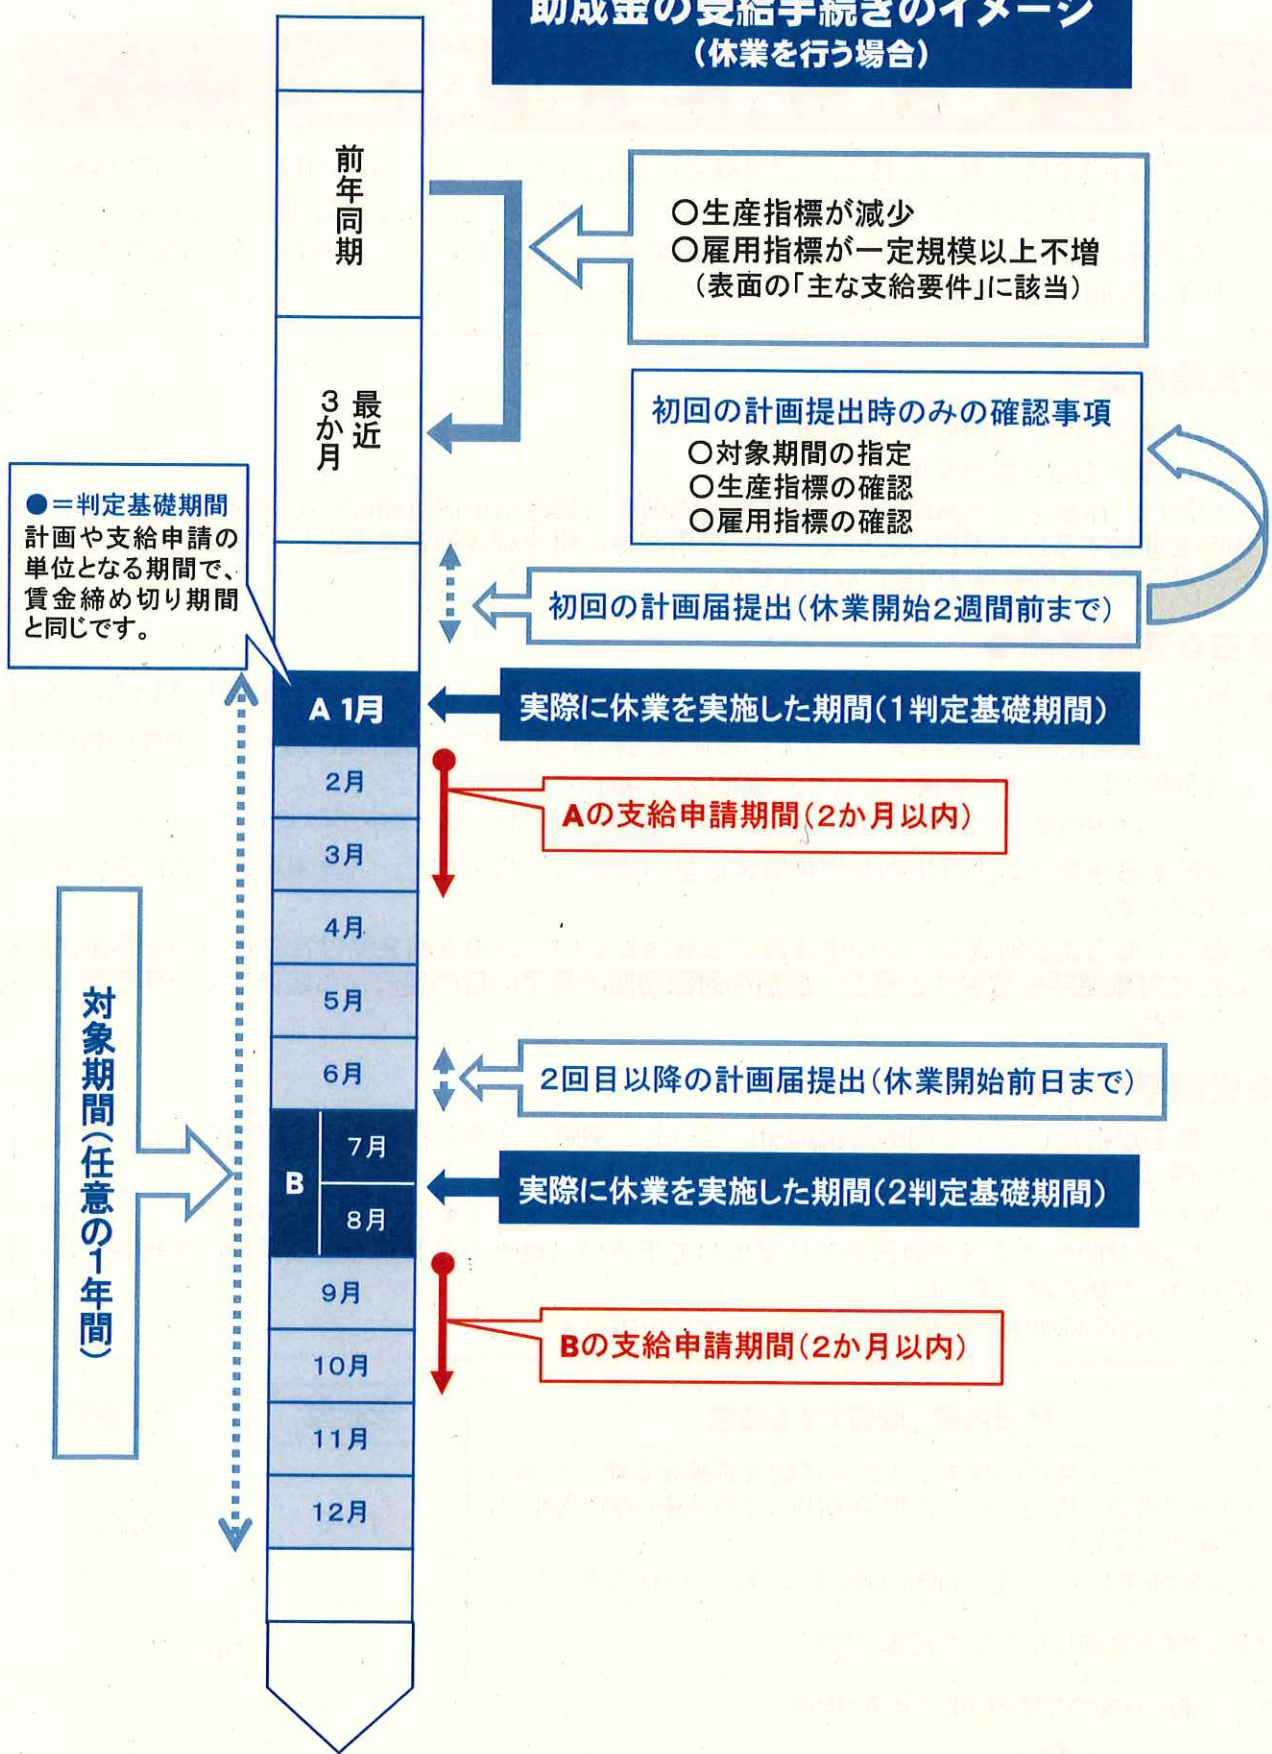 助成金の受給手続きのイメージ
(休業を行う場合)
前年同期
〇生産指標が減少
〇雇用指標が一定規模以上不増
(表面の「主な支給要件」に該当)
最近
3か月
初回の計画提出時のみの確認事項
〇対象期間の指定
〇生産指標の確認
〇雇用指標の確認
●=判定基礎期間
計画や支給申請の
単位となる期間で、
賃金締め切り期間
と同じです。
初回の計画届提出(休業開始2週間前まで)
A 1月
実際に休業を実施した期間(1判定基礎期間)
2月
Aの支給申請期間(2か月以内)
3月
4月
5月
対象期間(任意の1年間)
6月
2回目以降の計画届提出(休業開始前日まで)
B
7月
8月
実際に休業を実施した期間(2判定基礎期間)
9月
Bの支給申請期間(2か月以内)
10月
11月
12月